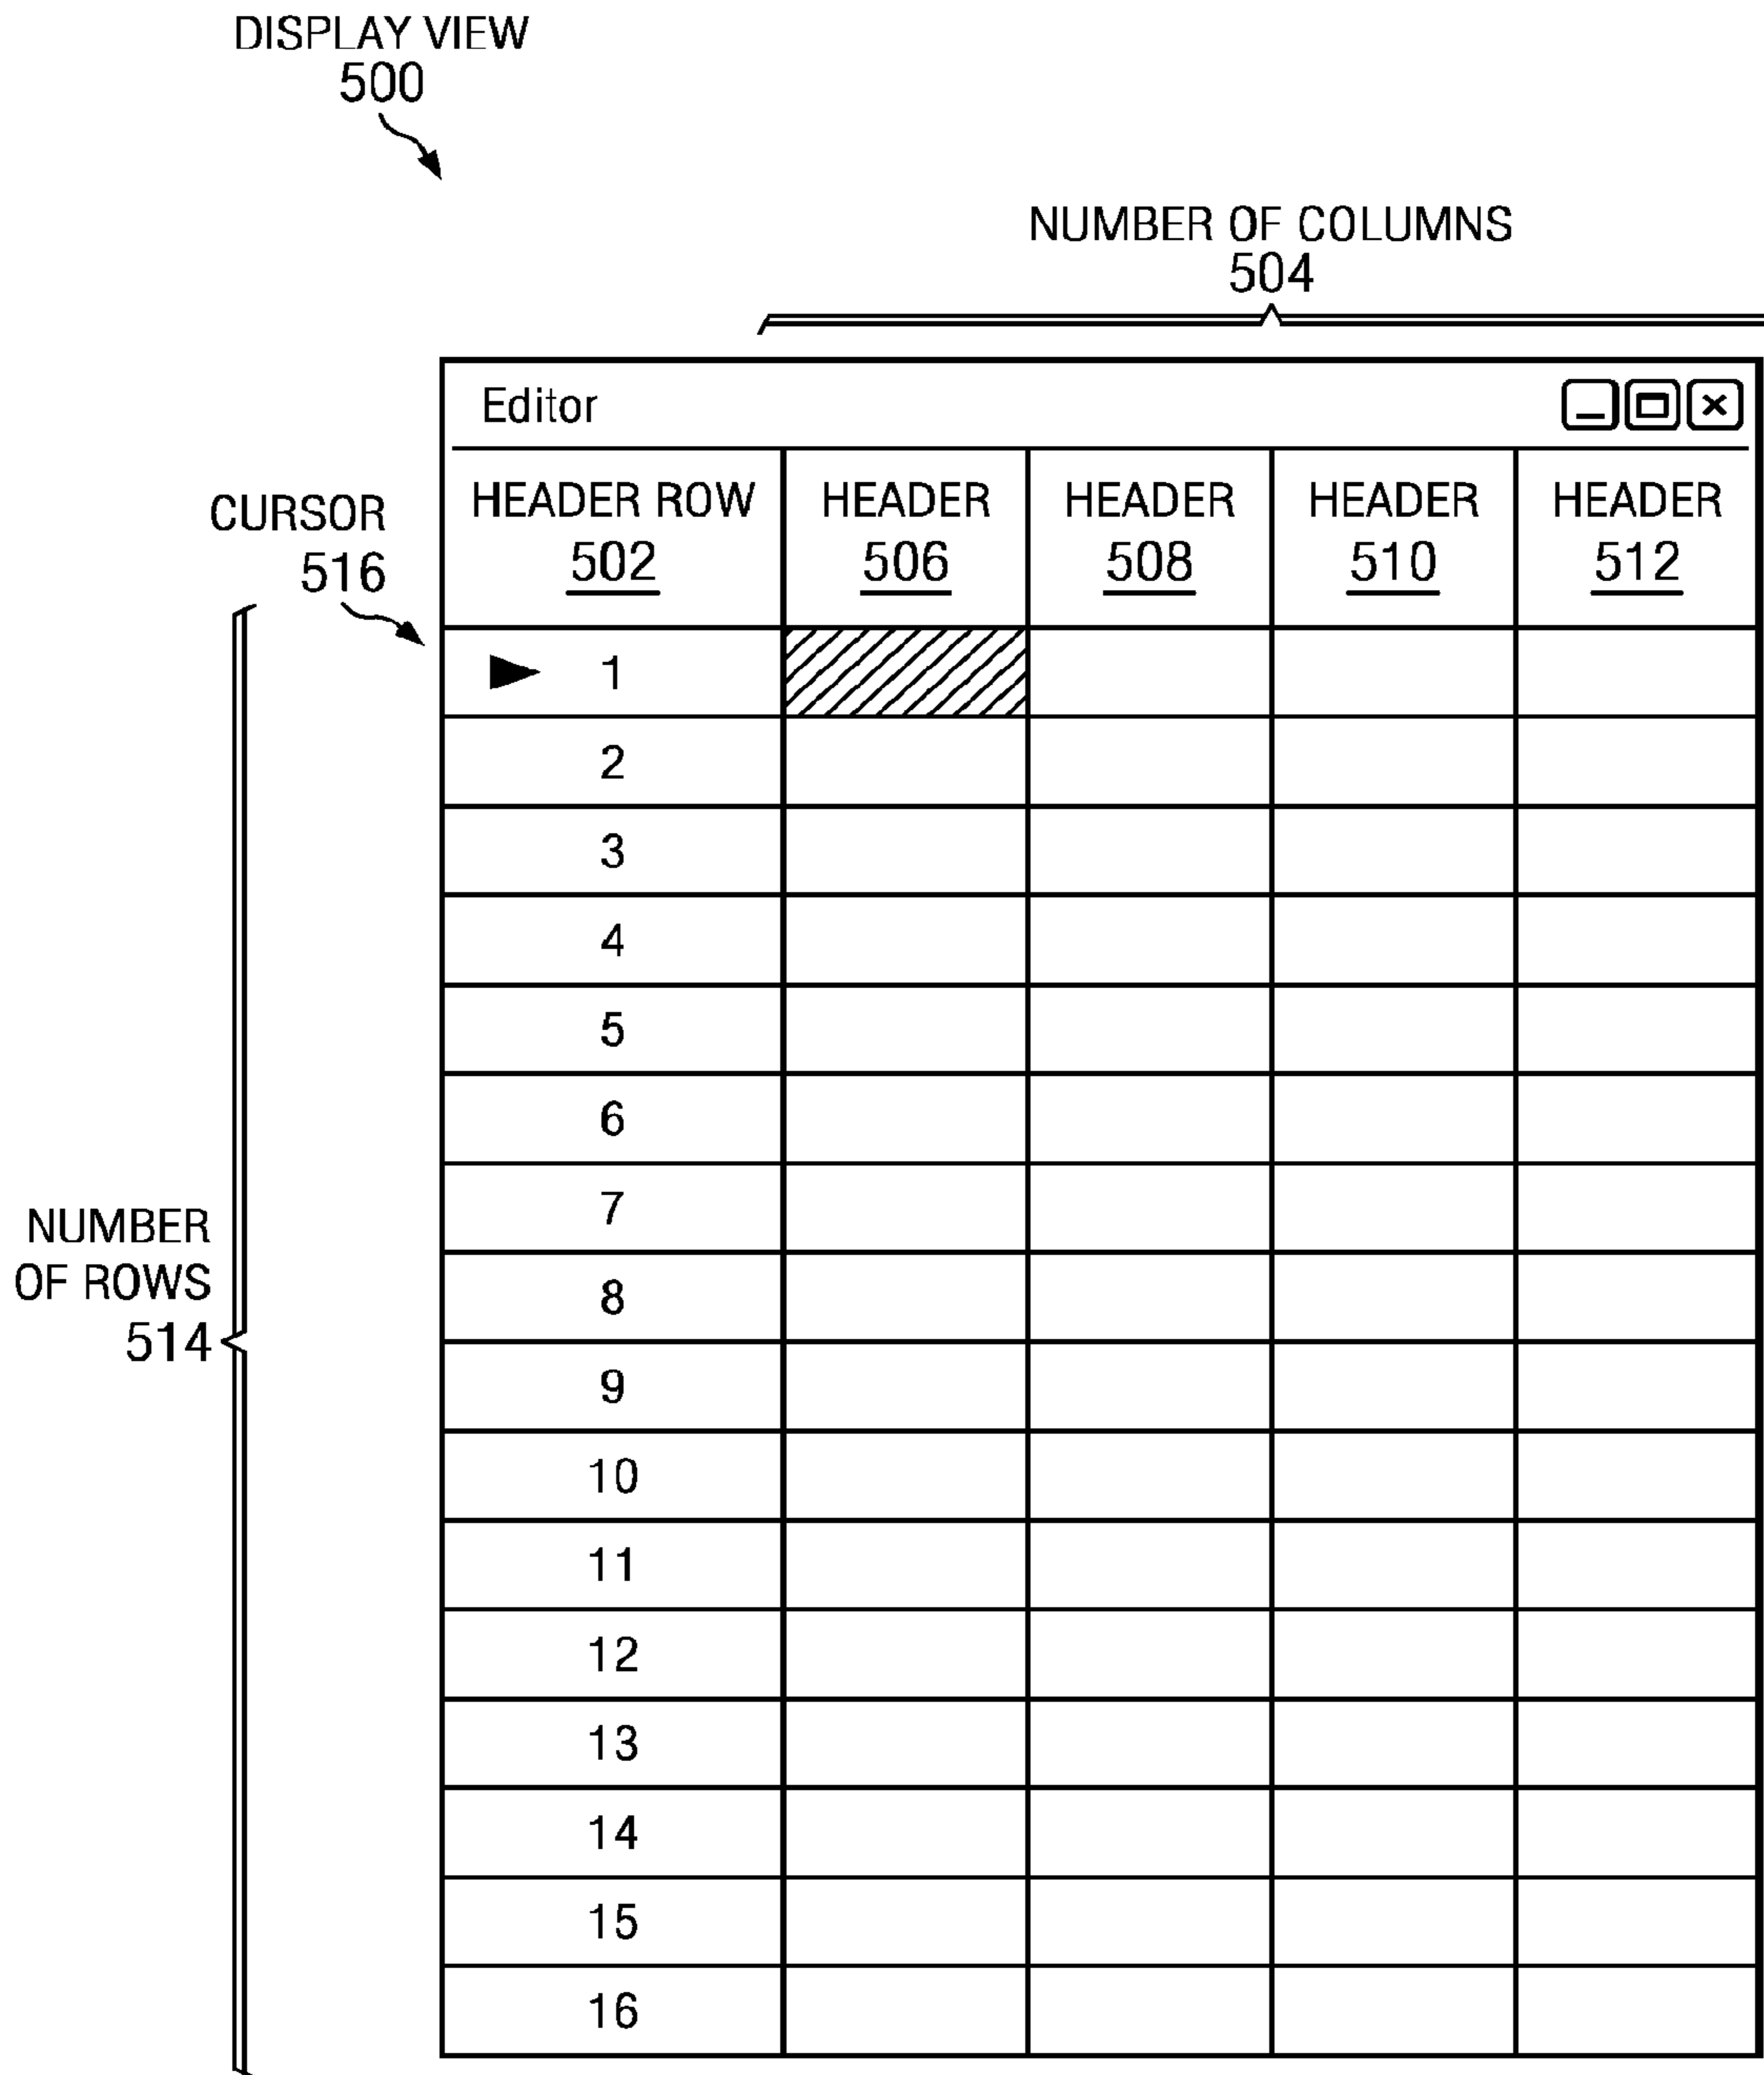 DISPLAY VIEW
500
NUMBER OF COLUMNS
504
Editor
CURSOR
516
HEADER ROW HEADER HEADER HEADER HEADER
502 506 508 510 512
1
2
3
4
5
6
7
NUMBER
OF ROWS
514
8
9
10
11
12
13
14
15
16